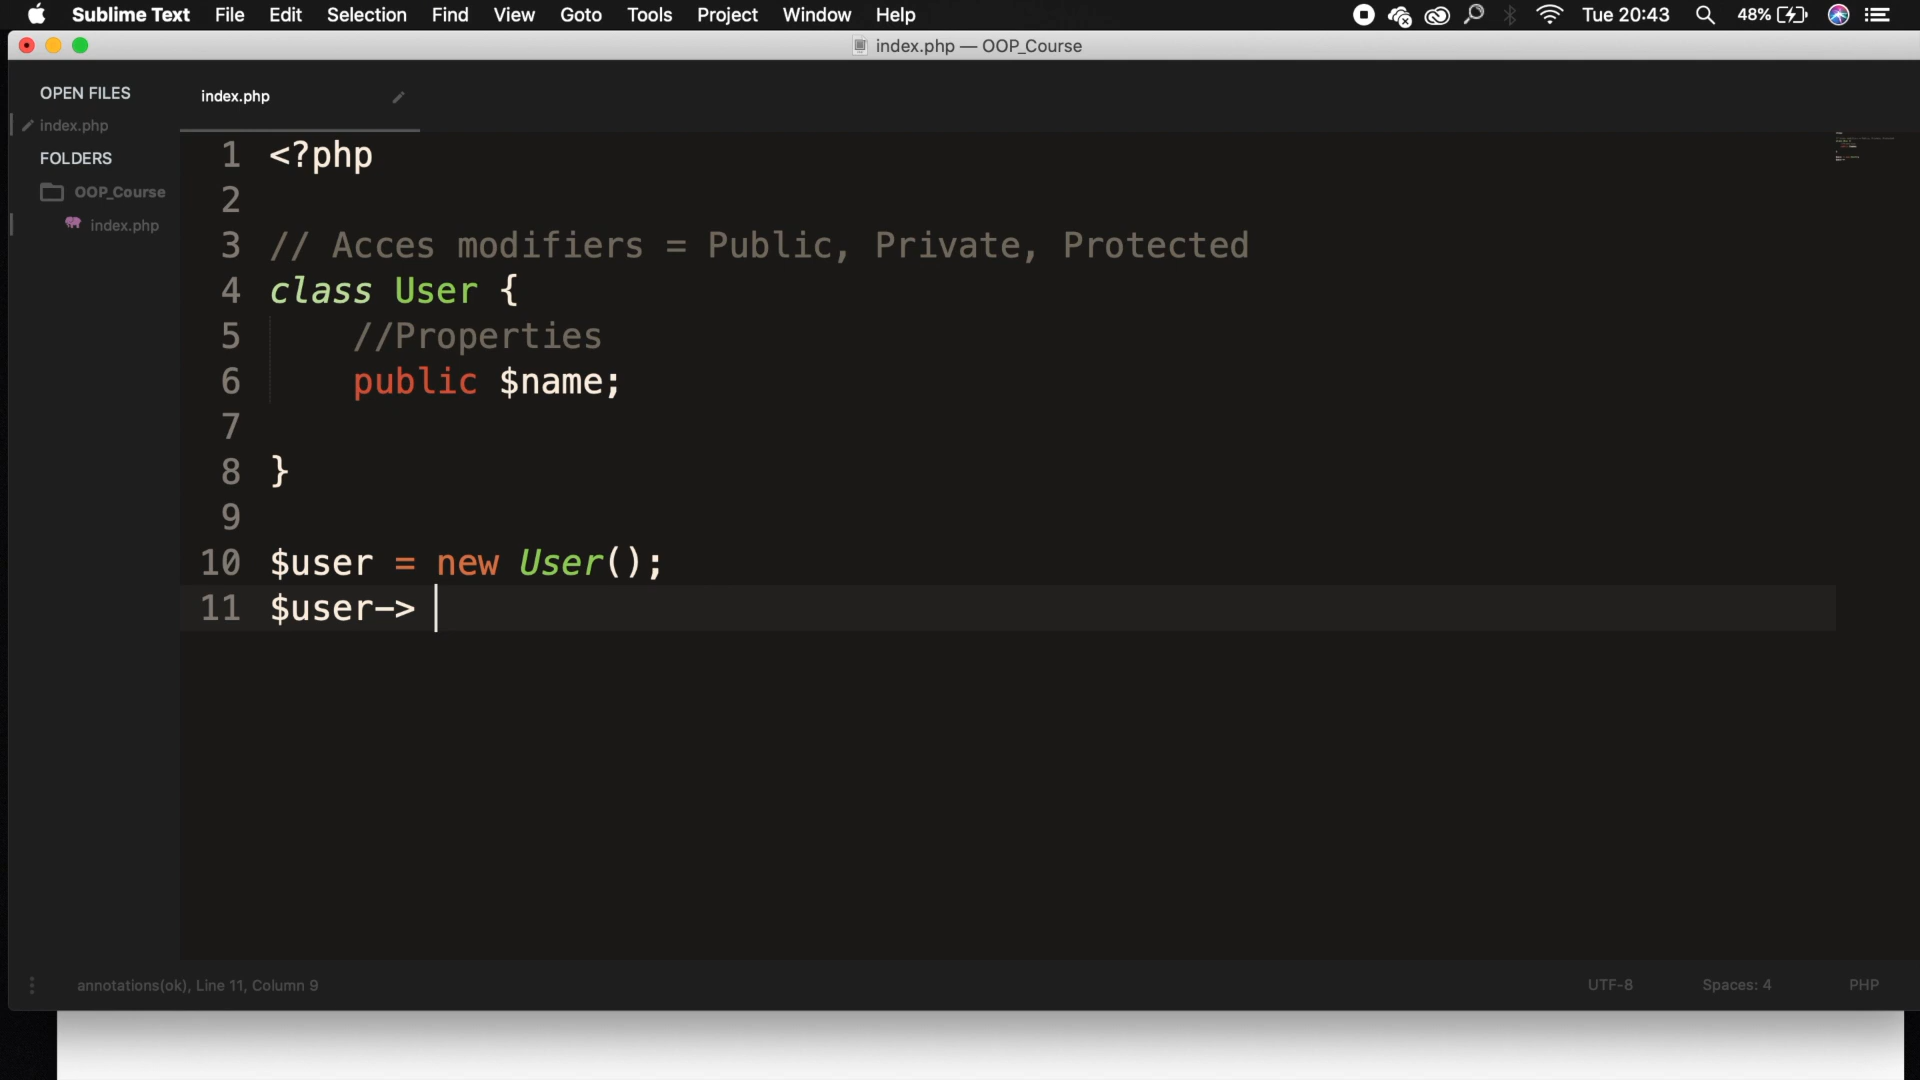 Sublime Text File Edit Selection Find View Goto Tools Project Window Help Tue 20:43 48%
index.php — OOP_Course
OPEN FILES
index.php
FOLDERS
OOP_Course
index.php
index.php
1 <?php
2
3 // Acces modifiers = Public, Private, Protected
4 class User {
5 //Properties
6 public $name;
7
8 }
9
10 $user = new User();
11 $user->
annotations(ok), Line 11, Column 9 UTF-8 Spaces: 4 PHP